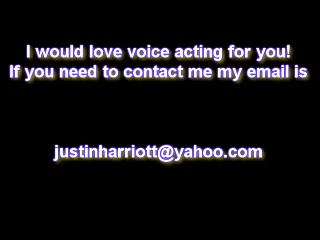 I would love voice acting for you!
If you need to contact me my email is
justinharriott@yahoo.com